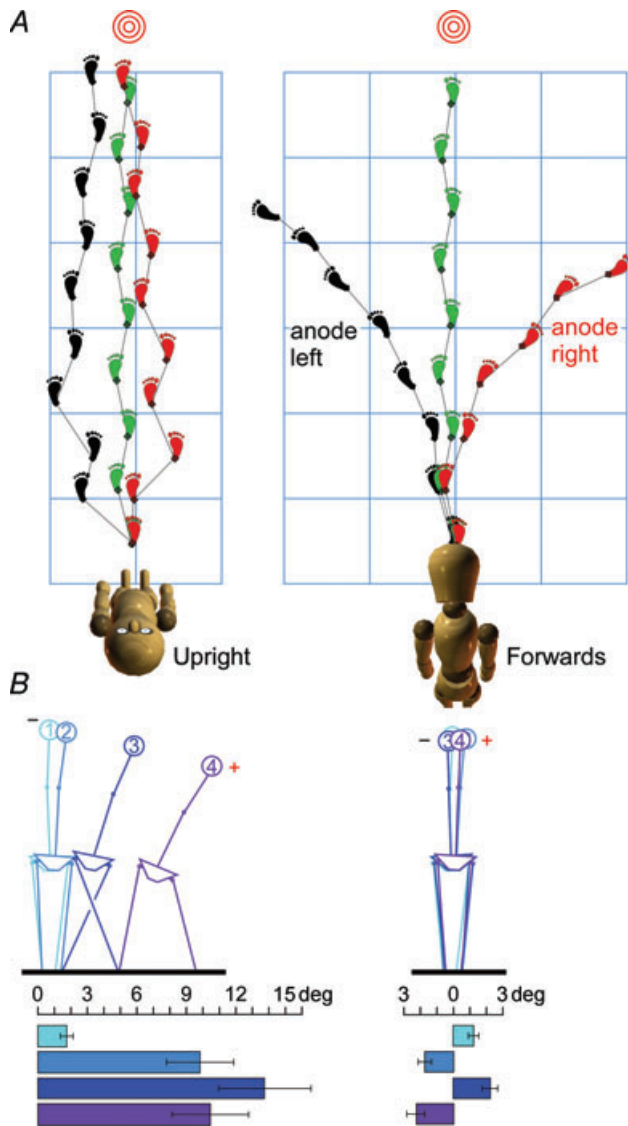 A
anode
left
anode
right
Upright
Forwards
B
− 1 2 3 4 +
− 3 4 +
0 3 6 9 12 15 deg
3 0 3 deg